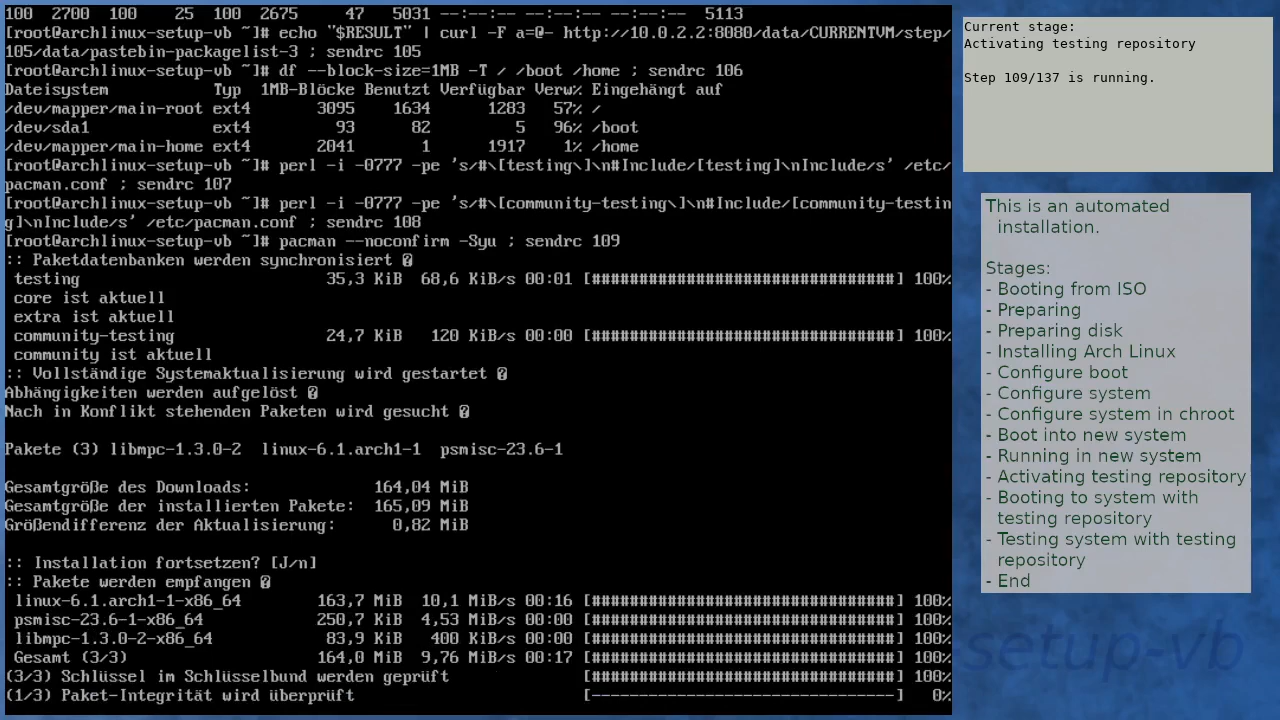 100  2700  100    25  100  2675     47   5031 --:--:-- --:--:-- --:--:--  5113
[root@archlinux-setup-vb ~]# echo "$RESULT" | curl -F a=@- http://10.0.2.2:8080/data/CURRENTVM/step/
105/data/pastebin-packagelist-3 ; sendrc 105
[root@archlinux-setup-vb ~]# df --block-size=1MB -T / /boot /home ; sendrc 106
Dateisystem           Typ  1MB-Blöcke Benutzt Verfügbar Verw% Eingehängt auf
/dev/mapper/main-root ext4       3095    1634      1283   57% /
/dev/sda1             ext4         93      82         5   96% /boot
/dev/mapper/main-home ext4       2041       1      1917    1% /home
[root@archlinux-setup-vb ~]# perl -i -0777 -pe 's/#\[testing\]\n#Include/[testing]\nInclude/s' /etc/
pacman.conf ; sendrc 107
[root@archlinux-setup-vb ~]# perl -i -0777 -pe 's/#\[community-testing\]\n#Include/[community-testin
g]\nInclude/s' /etc/pacman.conf ; sendrc 108
[root@archlinux-setup-vb ~]# pacman --noconfirm -Syu ; sendrc 109
:: Paketdatenbanken werden synchronisiert �
 testing                          35,3 KiB  68,6 KiB/s 00:01 [################################] 100%
 core ist aktuell
 extra ist aktuell
 community-testing                24,7 KiB   120 KiB/s 00:00 [################################] 100%
 community ist aktuell
:: Vollständige Systemaktualisierung wird gestartet �
Abhängigkeiten werden aufgelöst �
Nach in Konflikt stehenden Paketen wird gesucht �
Pakete (3) libmpc-1.3.0-2  linux-6.1.arch1-1  psmisc-23.6-1
Gesamtgröße des Downloads:             164,04 MiB
Gesamtgröße der installierten Pakete:  165,09 MiB
Größendifferenz der Aktualisierung:      0,82 MiB
:: Installation fortsetzen? [J/n]
:: Pakete werden empfangen �
 linux-6.1.arch1-1-x86_64        163,7 MiB  10,1 MiB/s 00:16 [################################] 100%
 psmisc-23.6-1-x86_64            250,7 KiB  4,53 MiB/s 00:00 [################################] 100%
 libmpc-1.3.0-2-x86_64            83,9 KiB   400 KiB/s 00:00 [################################] 100%
 Gesamt (3/3)                    164,0 MiB  9,76 MiB/s 00:17 [################################] 100%
(3/3) Schlüssel im Schlüsselbund werden geprüft              [################################] 100%
(1/3) Paket-Integrität wird überprüft                        [--------------------------------]   0%
Current stage:
Activating testing repository
Step 109/137 is running.
This is an automated
installation.
Stages:
- Booting from ISO
- Preparing
- Preparing disk
- Installing Arch Linux
- Configure boot
- Configure system
- Configure system in chroot
- Boot into new system
- Running in new system
- Activating testing repository
- Booting to system with
testing repository
- Testing system with testing
repository
- End
setup-vb